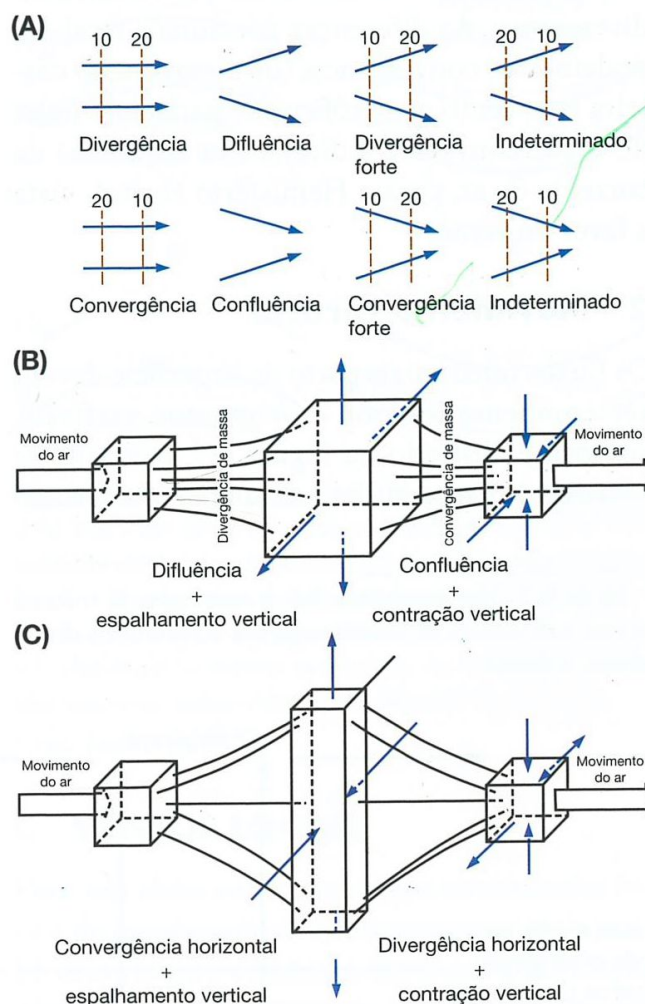 (A)
10 20
10 20
20 10
Divergência
Difluência
Divergência
forte
Indeterminado
20 10
10 20
20 10
Convergência
Confluência
Convergência
forte
Indeterminado
(B)
Movimento
do ar
Divergência de massa
convergência de massa
Movimento
do ar
Difluência
+
espalhamento vertical
Confluência
+
contração vertical
(C)
Movimento
do ar
Movimento
do ar
Convergência horizontal
+
espalhamento vertical
Divergência horizontal
+
contração vertical